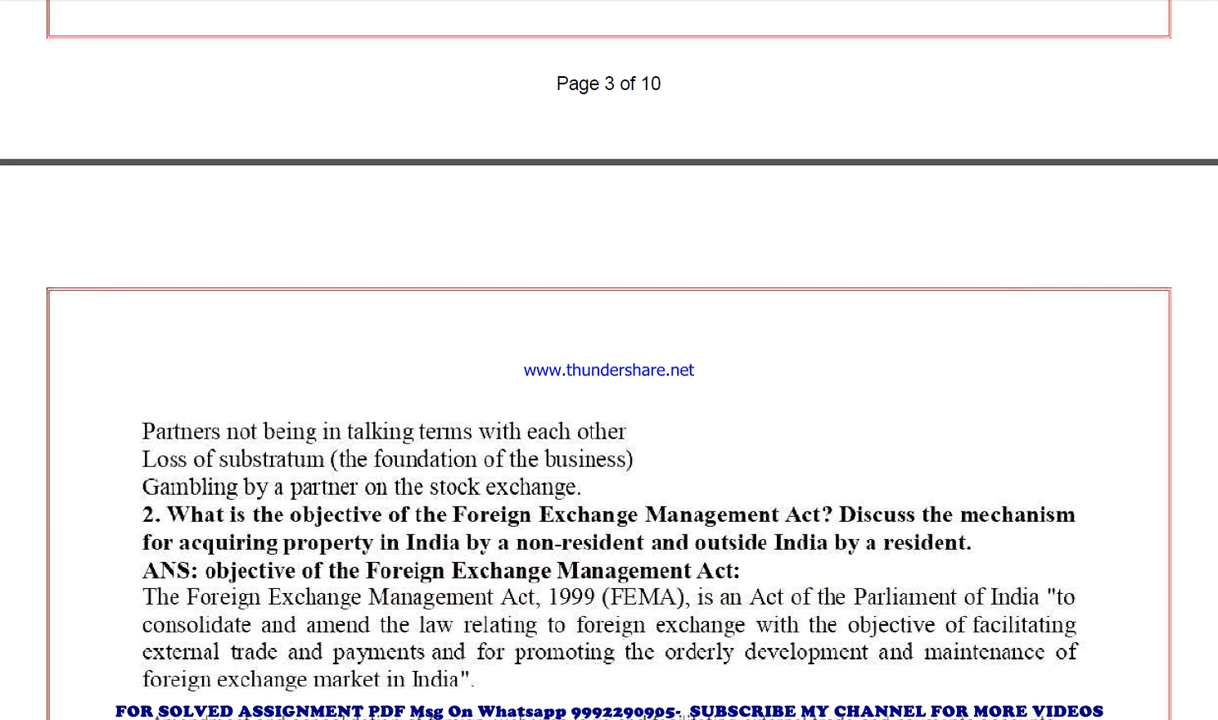 Page 3 of 10
www.thundershare.net
Partners not being in talking terms with each other
Loss of substratum (the foundation of the business)
Gambling by a partner on the stock exchange.
2. What is the objective of the Foreign Exchange Management Act? Discuss the mechanism
for acquiring property in India by a non-resident and outside India by a resident.
ANS: objective of the Foreign Exchange Management Act:
The Foreign Exchange Management Act, 1999 (FEMA), is an Act of the Parliament of India "to
consolidate and amend the law relating to foreign exchange with the objective of facilitating
external trade and payments and for promoting the orderly development and maintenance of
foreign exchange market in India".
FOR SOLVED ASSIGNMENT PDF Msg On Whatsapp 9992290905- SUBSCRIBE MY CHANNEL FOR MORE VIDEOS